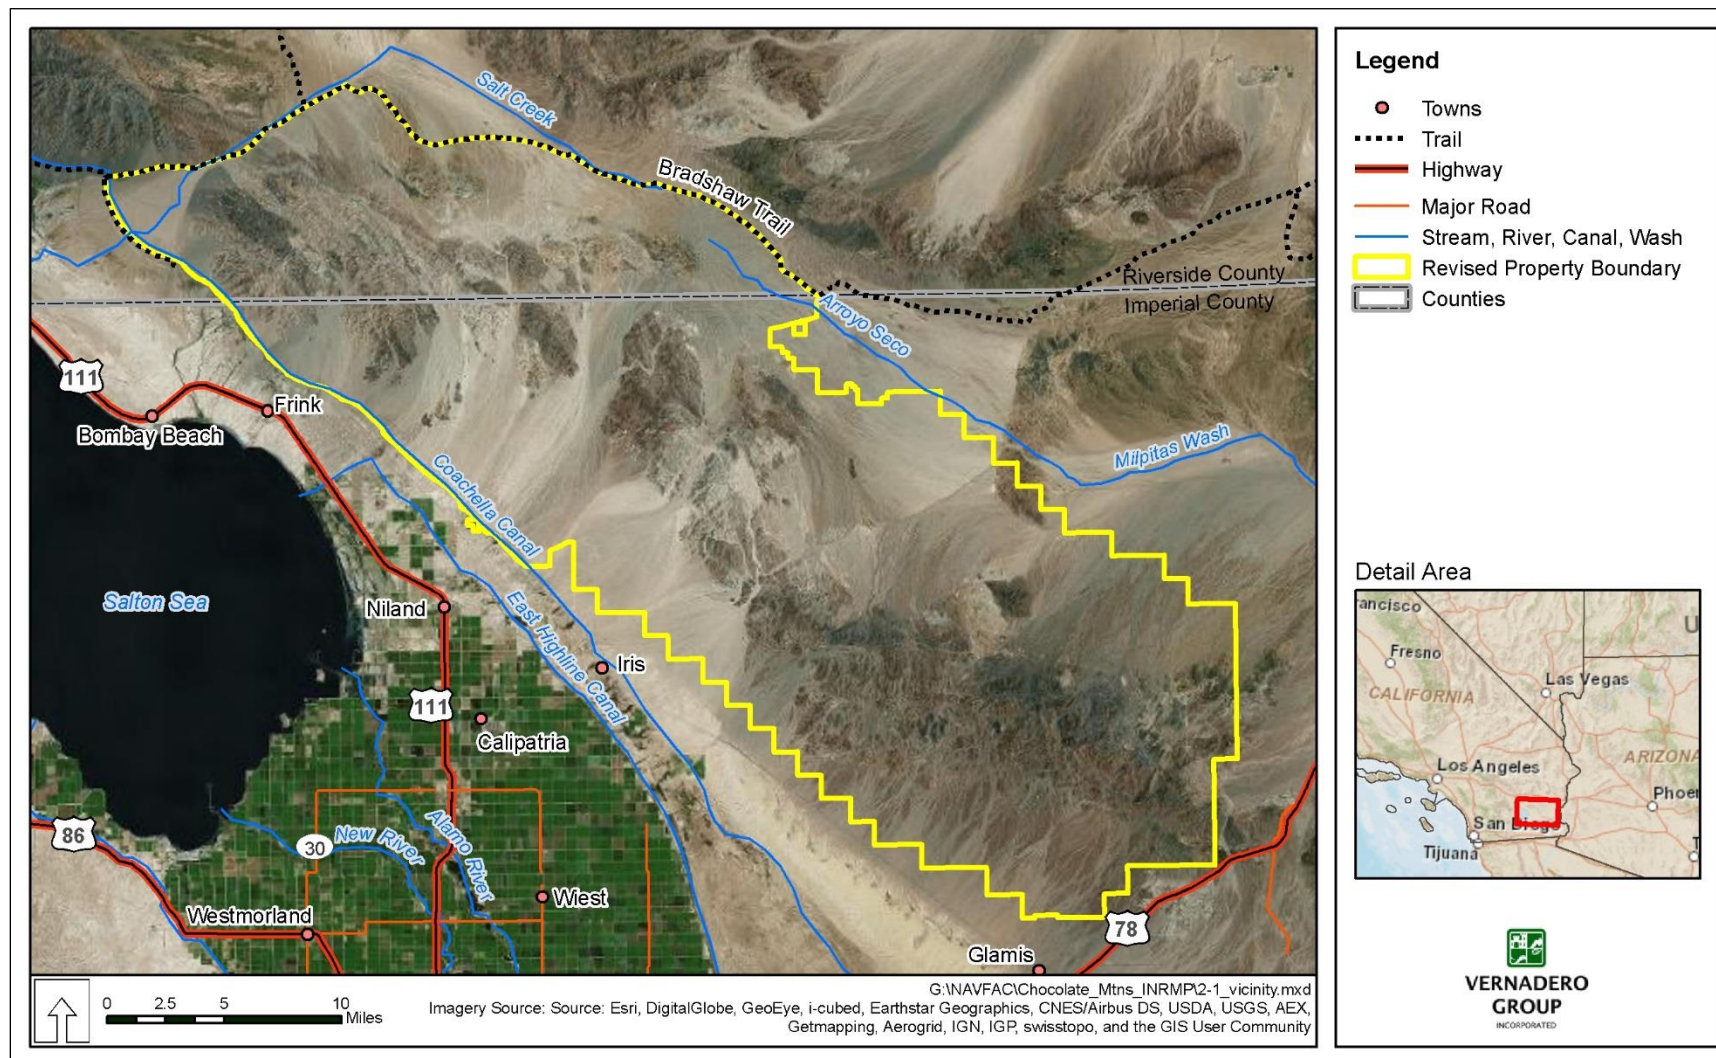 Salt Creek
Bradshaw Trail
Riverside County
Imperial County
Arroyo Seco
111
Frink
Bombay Beach
Milpitas Wash
Coachella Canal
Salton Sea
Niland
East Highline Canal
Iris
111
Calipatria
86
30
New River
Alamo River
Wiest
Westmorland
78
Glamis
0 2.5 5 10
Miles
G:\NAVFAC\Chocolate_Mtns_INRMP\2-1_vicinity.mxd
Imagery Source: Source: Esri, DigitalGlobe, GeoEye, i-cubed, Earthstar Geographics, CNES/Airbus DS, USDA, USGS, AEX,
Getmapping, Aerogrid, IGN, IGP, swisstopo, and the GIS User Community
Legend
Towns
Trail
Highway
Major Road
Stream, River, Canal, Wash
Revised Property Boundary
Counties
Detail Area
rancisco
Fresno
CALIFORNIA
Las Vegas
U
Los Angeles
ARIZONA
Phoe
San Diego
Tijuana
T
VERNADERO
GROUP
INCORPORATED